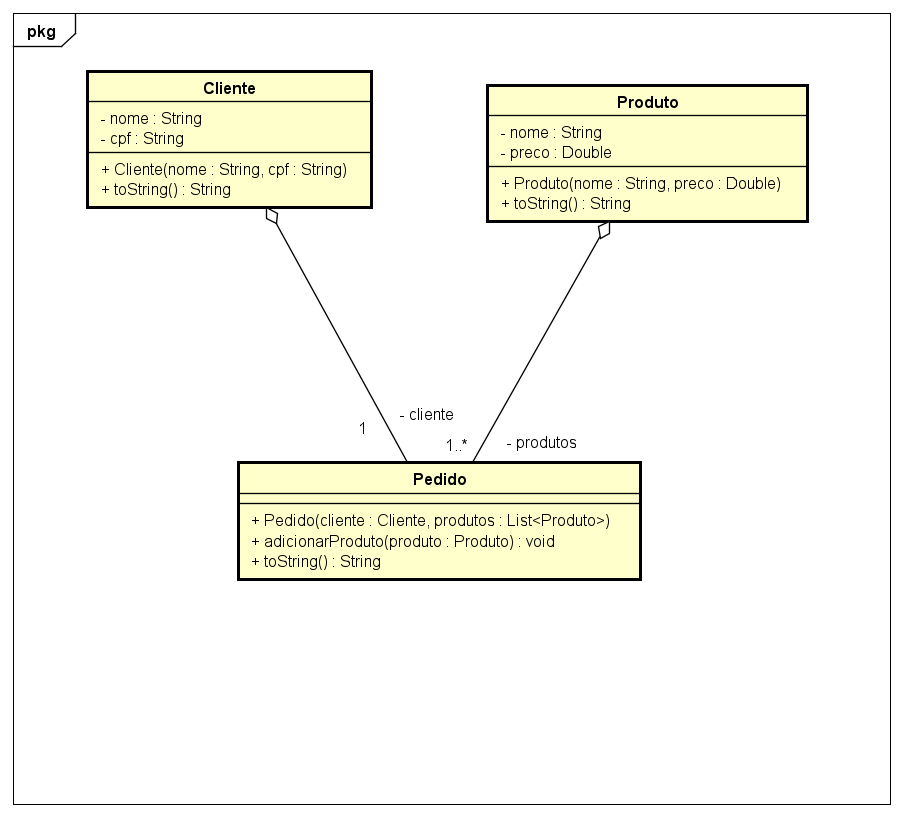 pkg
Cliente
- nome : String
- cpf : String
+ Cliente(nome : String, cpf : String)
+ toString() : String
Produto
- nome : String
- preco : Double
+ Produto(nome : String, preco : Double)
+ toString() : String
- cliente
1
1..*
- produtos
Pedido
+ Pedido(cliente : Cliente, produtos : List<Produto>)
+ adicionarProduto(produto : Produto) : void
+ toString() : String